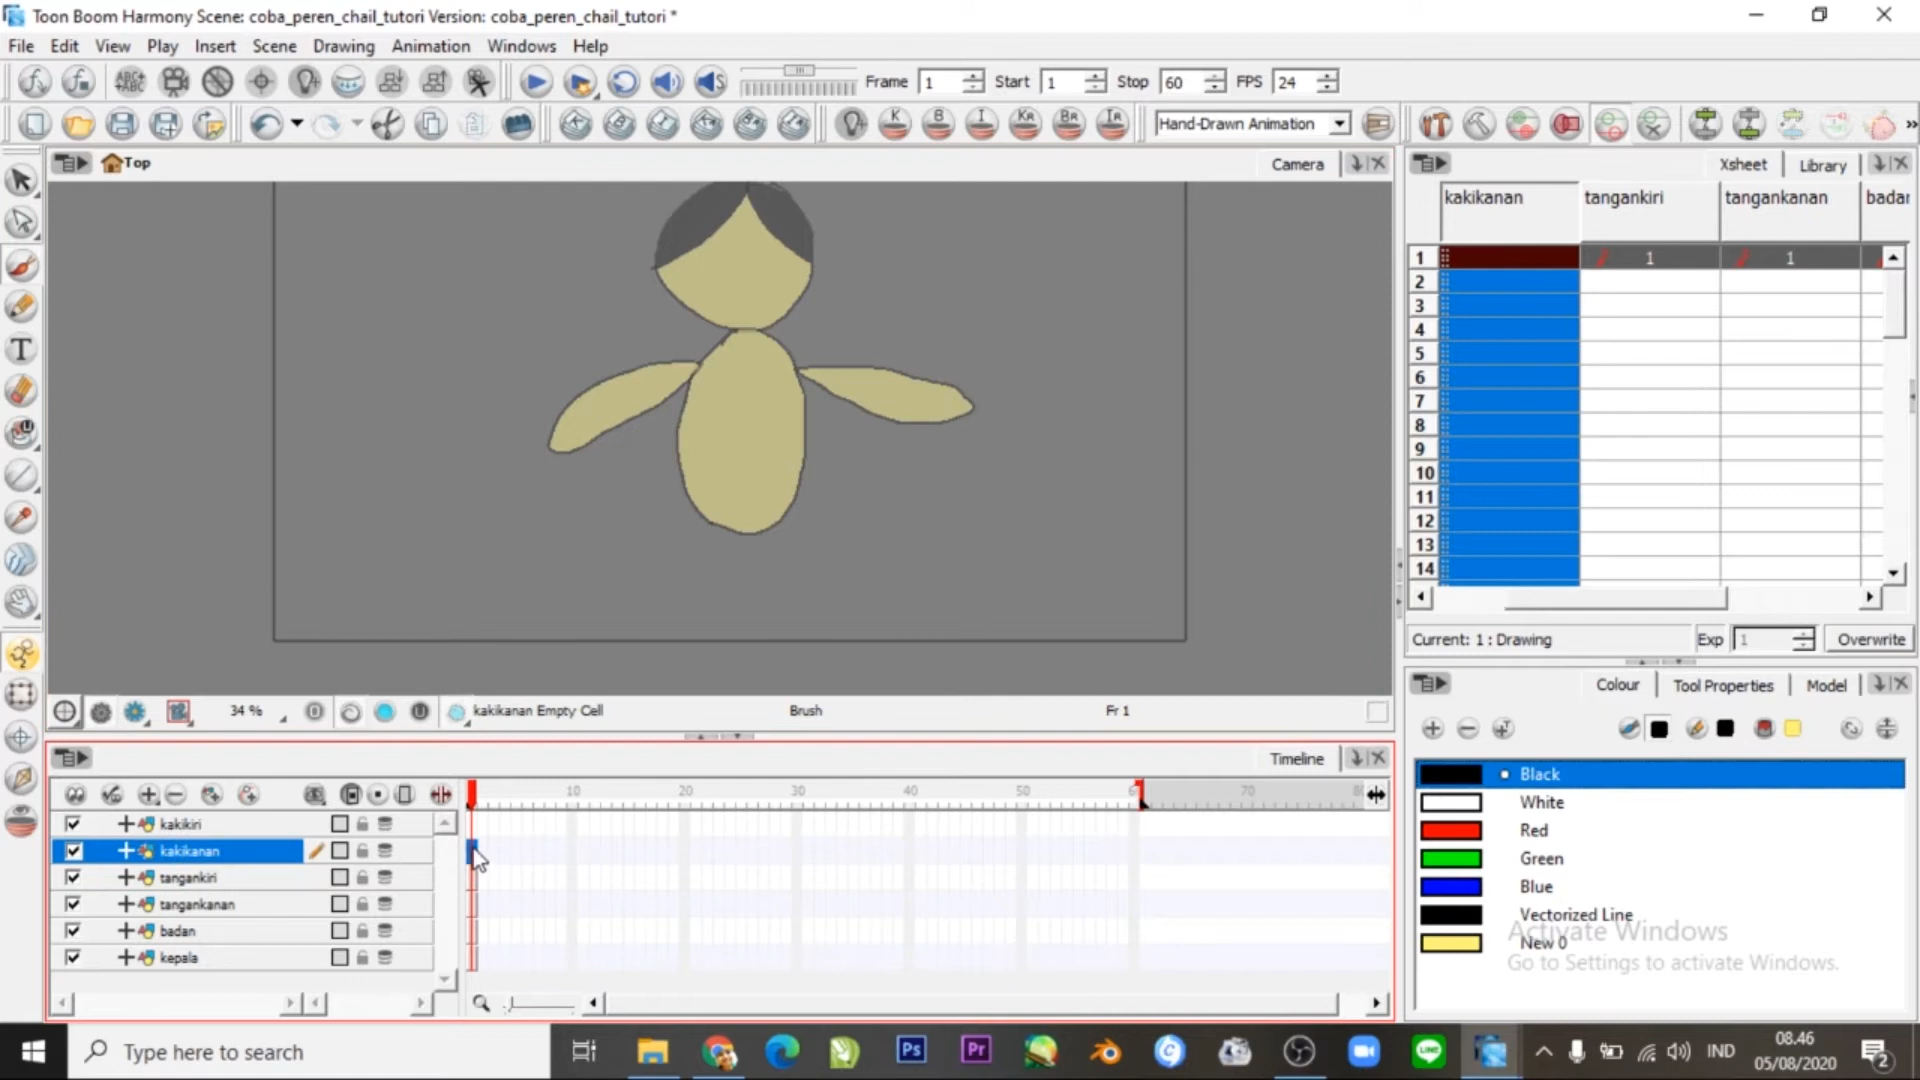 Toon Boom Harmony Scene: coba_peren_chail_tutori Version: coba_peren_chail_tutori *
File Edit View Play Insert Scene Drawing Animation Windows Help
Frame 1 Start 1 Stop 60 FPS 24
Hand-Drawn Animation
Top Camera
Xsheet Library
kakikanan tangankiri tangankanan badan
1 1 1
2
3
4
5
6
7
8
9
10
11
12
13
14
Current: 1 : Drawing Exp 1 Overwrite
34 % kakikanan Empty Cell Brush Fr 1
Colour Tool Properties Model
Timeline
10 20 30 40 50 70
kakikiri
kakikanan
tangankiri
tangankanan
badan
kepala
Black
White
Red
Green
Blue
Vectorized Line
New 0
Activate Windows
Go to Settings to activate Windows.
Type here to search
Ps Pr LINE
IND
08.46
05/08/2020
2